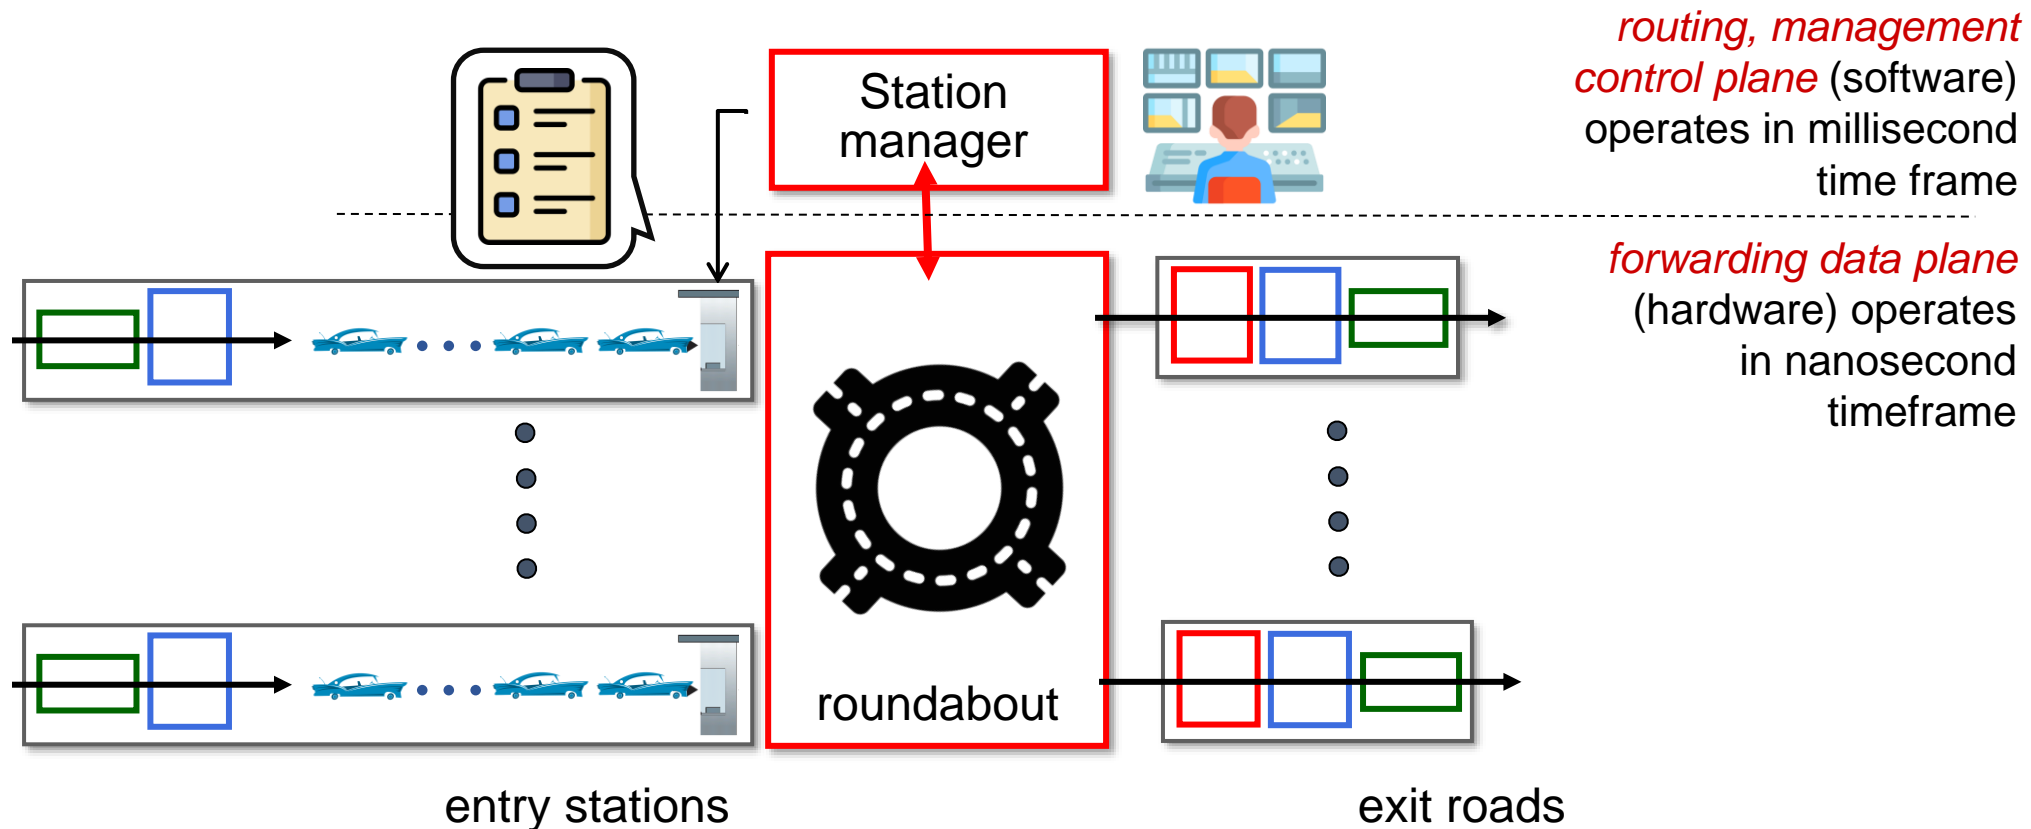 Station
manager
routing, management
control plane (software)
operates in millisecond
time frame
forwarding data plane
(hardware) operates
in nanosecond
timeframe
roundabout
entry stations
exit roads